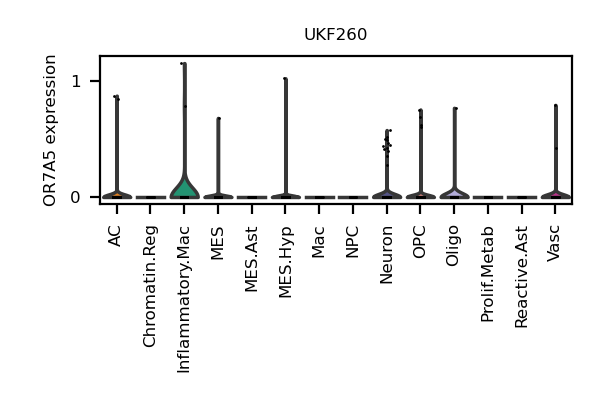 UKF260
OR7A5 expression
1
0
AC
Chromatin.Reg
Inflammatory.Mac
MES
MES.Ast
MES.Hyp
Mac
NPC
Neuron
OPC
Oligo
Prolif.Metab
Reactive.Ast
Vasc